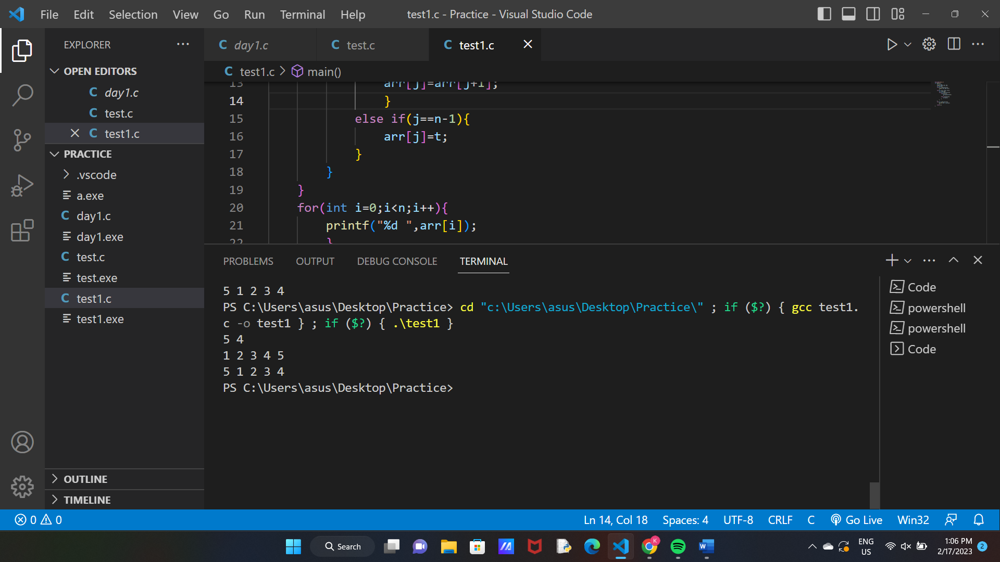 File Edit Selection View Go Run Terminal Help test1.c - Practice - Visual Studio Code
EXPLORER
C day1.c C test.c C test1.c
OPEN EDITORS
C day1.c
C test.c
C test1.c
PRACTICE
.vscode
a.exe
C day1.c
day1.exe
C test.c
test.exe
C test1.c
test1.exe
OUTLINE
TIMELINE
C test1.c > main()
13 arr[j]=arr[j+1];
14 }
15 else if(j==n-1){
16 arr[j]=t;
17 }
18 }
19 }
20 for(int i=0;i<n;i++){
21 printf("%d ",arr[i]);
22 }
PROBLEMS OUTPUT DEBUG CONSOLE TERMINAL
5 1 2 3 4
PS C:\Users\asus\Desktop\Practice> cd "c:\Users\asus\Desktop\Practice\" ; if ($?) { gcc test1.
c -o test1 } ; if ($?) { .\test1 }
5 4
1 2 3 4 5
5 1 2 3 4
PS C:\Users\asus\Desktop\Practice>
Code
powershell
powershell
Code
0 0 Ln 14, Col 18 Spaces: 4 UTF-8 CRLF C Go Live Win32
Search
K
W
ENG
US
1:06 PM
2/17/2023
2